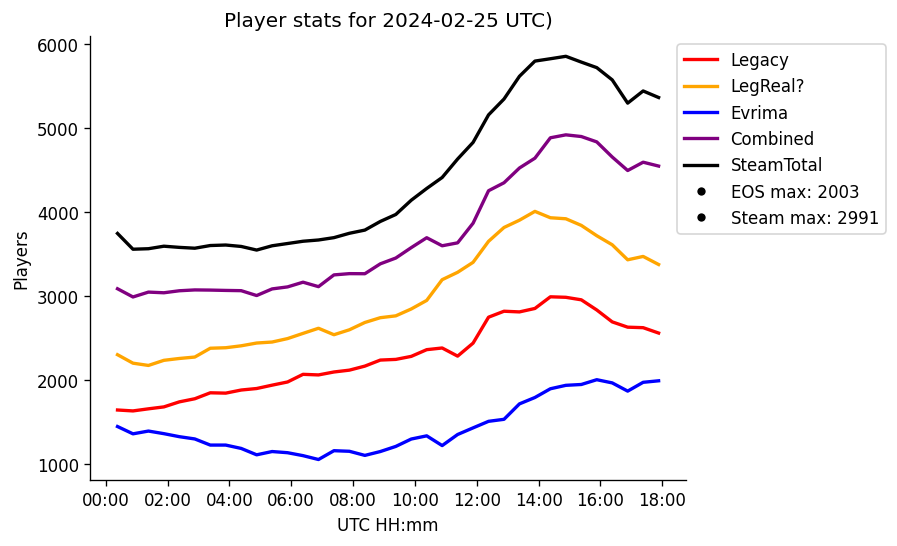 Player stats for 2024-02-25 UTC)
Players
6000
5000
4000
3000
2000
1000
00:00 02:00 04:00 06:00 08:00 10:00 12:00 14:00 16:00 18:00
UTC HH:mm
Legacy
LegReal?
Evrima
Combined
SteamTotal
EOS max: 2003
Steam max: 2991